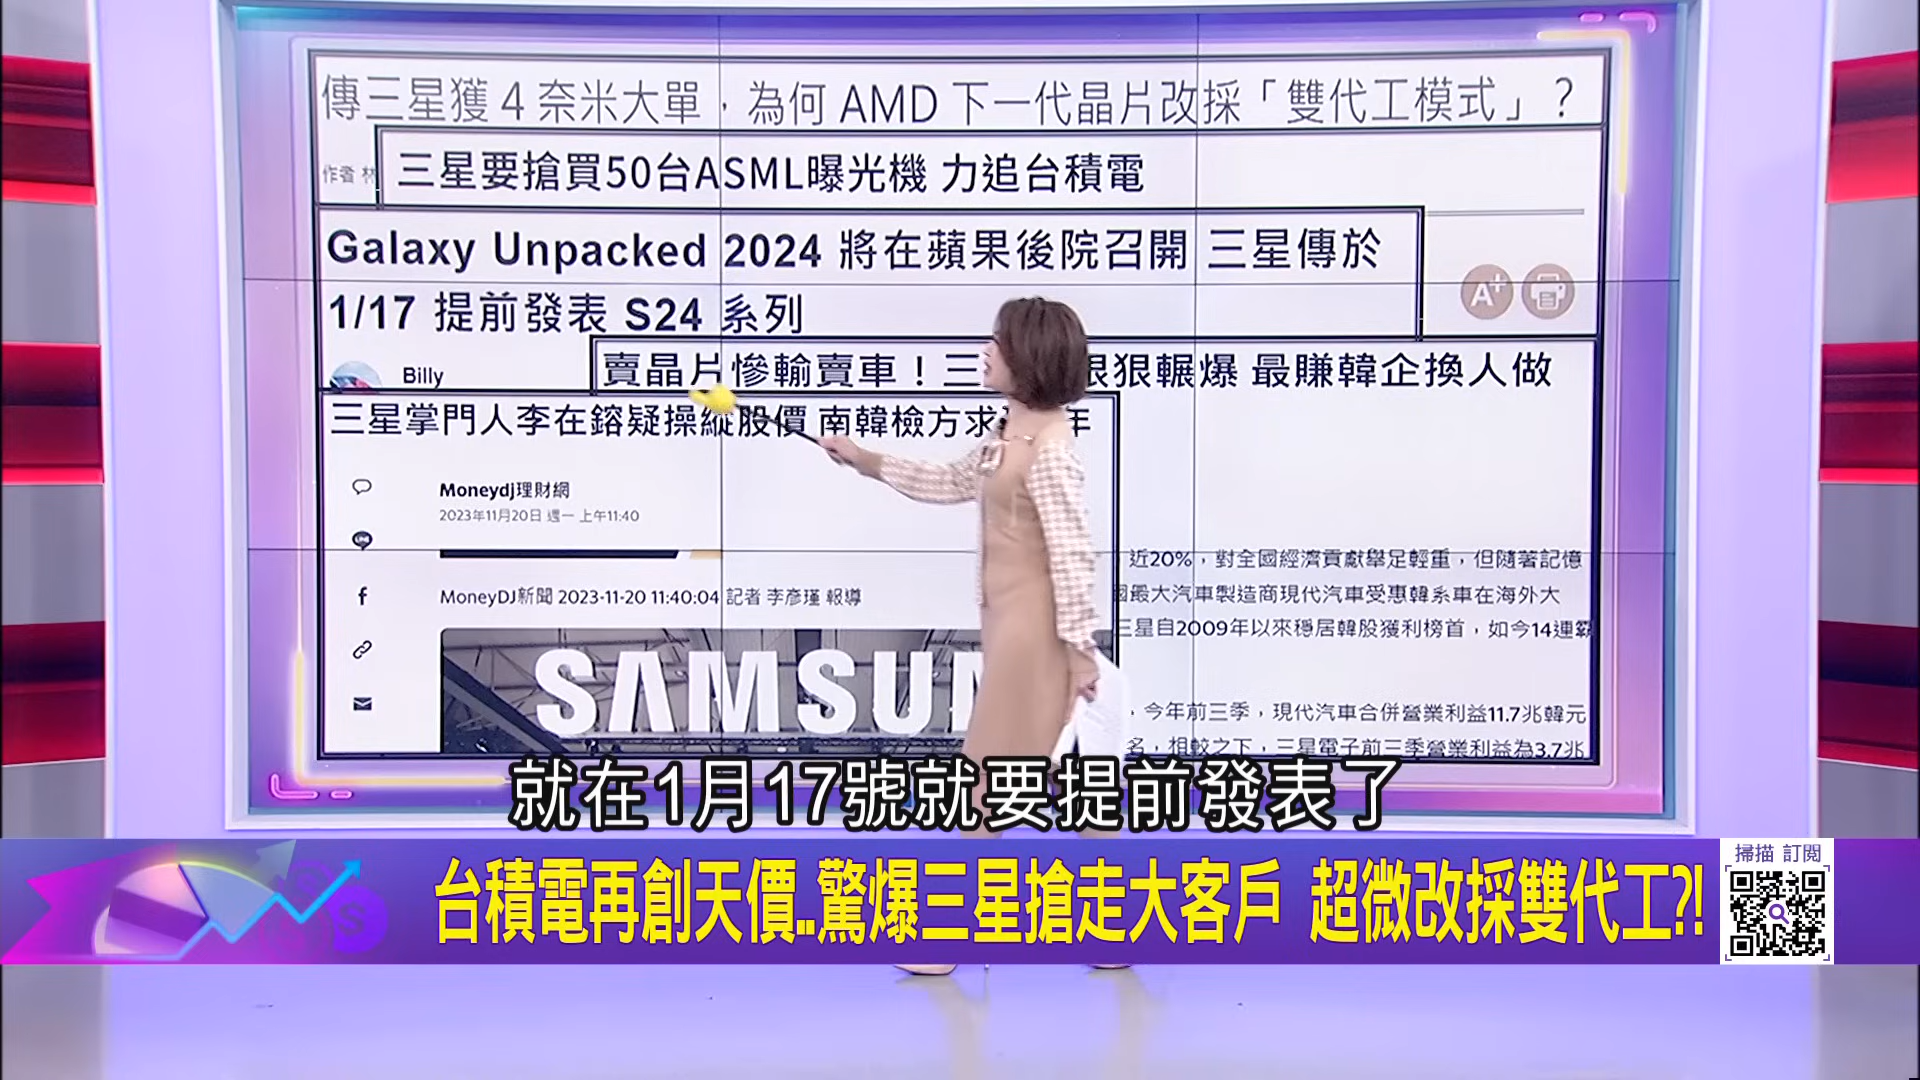 傳三星獲4奈米大單，為何 AMD 下一代晶片改採「雙代工模式」？
作者 林
三星要搶買50台ASML曝光機 力追台積電
Galaxy Unpacked 2024 將在蘋果後院召開 三星傳於
1/17 提前發表 S24 系列
A+
Billy
賣晶片慘輸賣車！三 狠輾爆 最賺韓企換人做
三星掌門人李在鎔疑操縱股價 南韓檢方求 年
Moneydj理財網
2023年11月20日 週一 上午11:40
MoneyDJ新聞 2023-11-20 11:40:04 記者 李彥瑾 報導
SAMSUN
近20%，對全國經濟貢獻舉足輕重，但隨著記憶
國最大汽車製造商現代汽車受惠韓系車在海外大
三星自2009年以來穩居韓股獲利榜首，如今14連霸
，今年前三季，現代汽車合併營業利益11.7兆韓元
名，相較之下，三星電子前三季營業利益為3.7兆
就在1月17號就要提前發表了
台積電再創天價..驚爆三星搶走大客戶 超微改採雙代工?!
掃描 訂閱